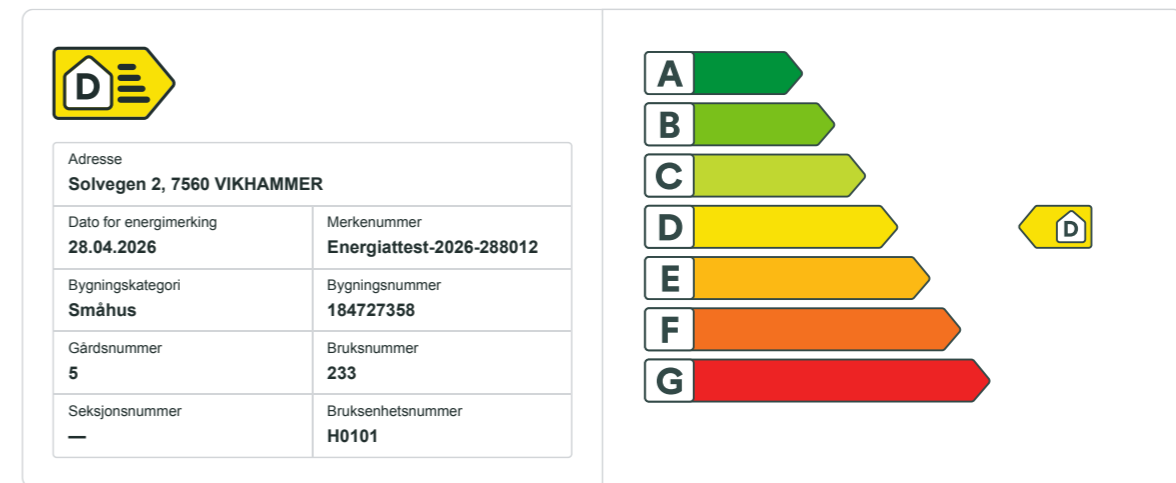 D
Adresse
Solvegen 2, 7560 VIKHAMMER
Dato for energimerking
28.04.2026
Merkenummer
Energiattest-2026-288012
Bygningskategori
Småhus
Bygningsnummer
184727358
Gårdsnummer
5
Bruksnummer
233
Seksjonsnummer
—
Bruksenhetsnummer
H0101
A
B
C
D
D
E
F
G